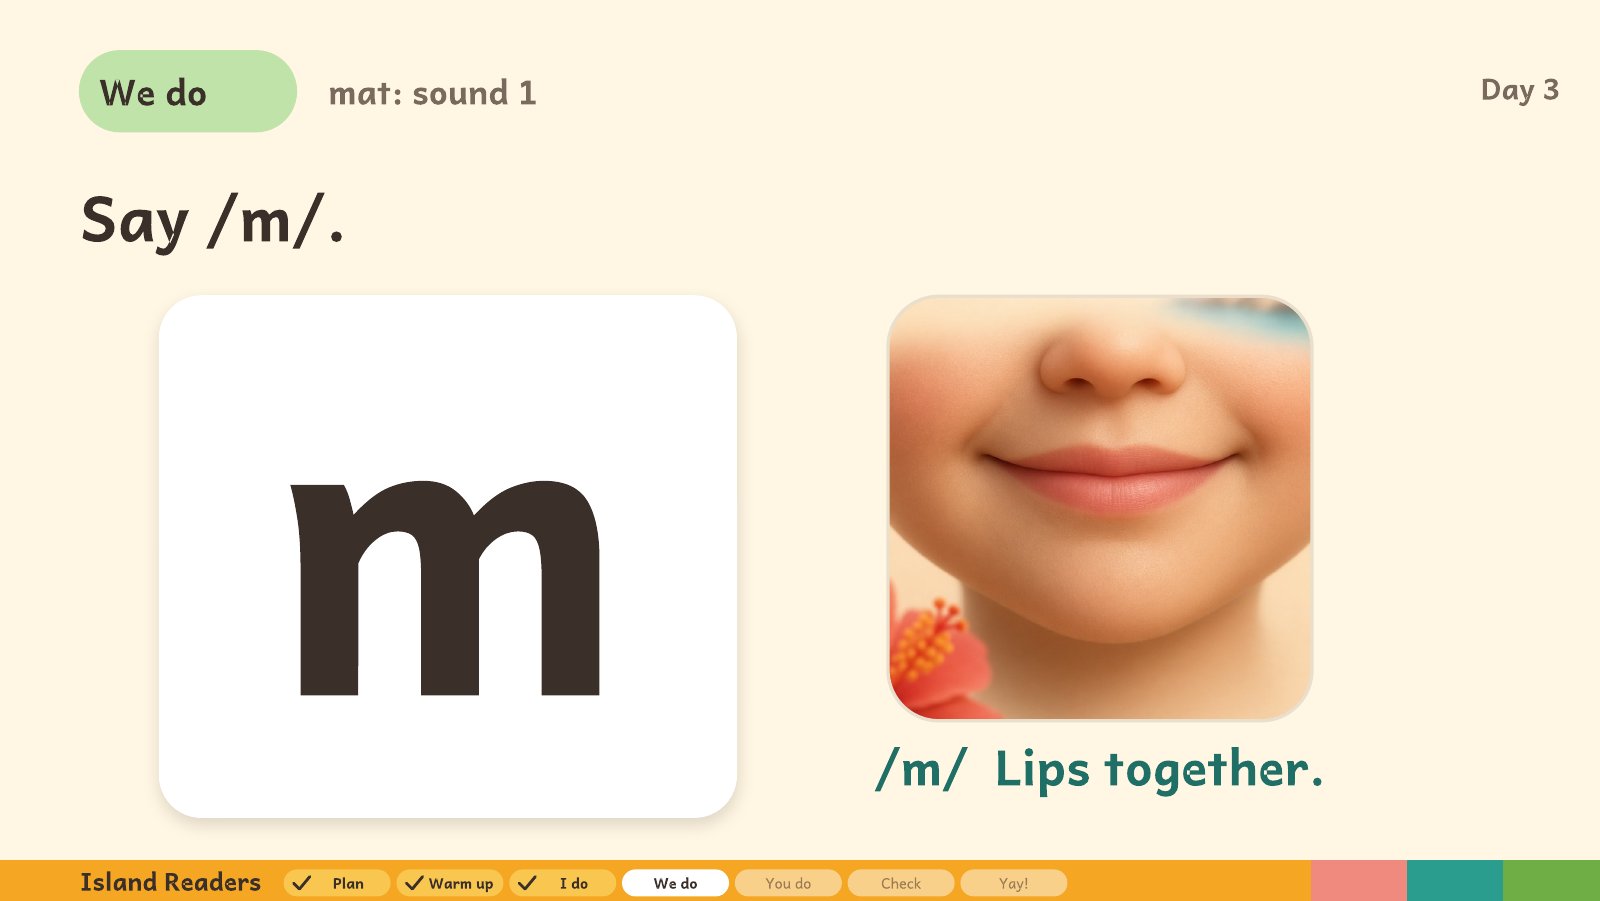 We do
mat: sound 1
Day 3
Say /m/.
m
/m/ Lips together.
Island Readers
Plan
Warm up
I do
We do
You do
Check
Yay!